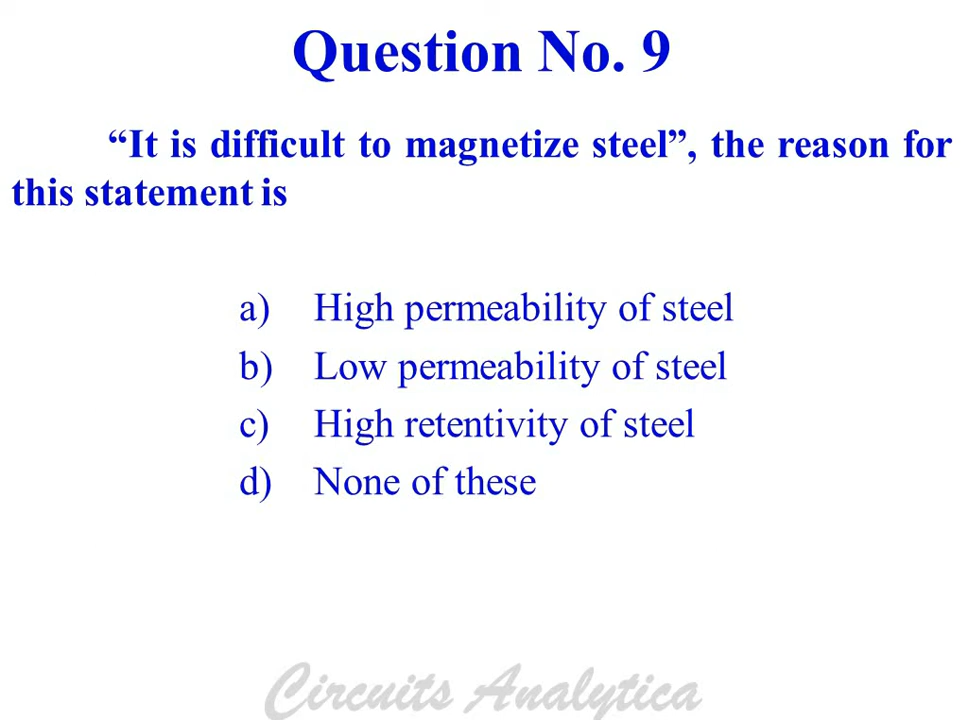 Question No. 9
“It is difficult to magnetize steel”, the reason for
this statement is
a) High permeability of steel
b) Low permeability of steel
c) High retentivity of steel
d) None of these
Circuits Analytica